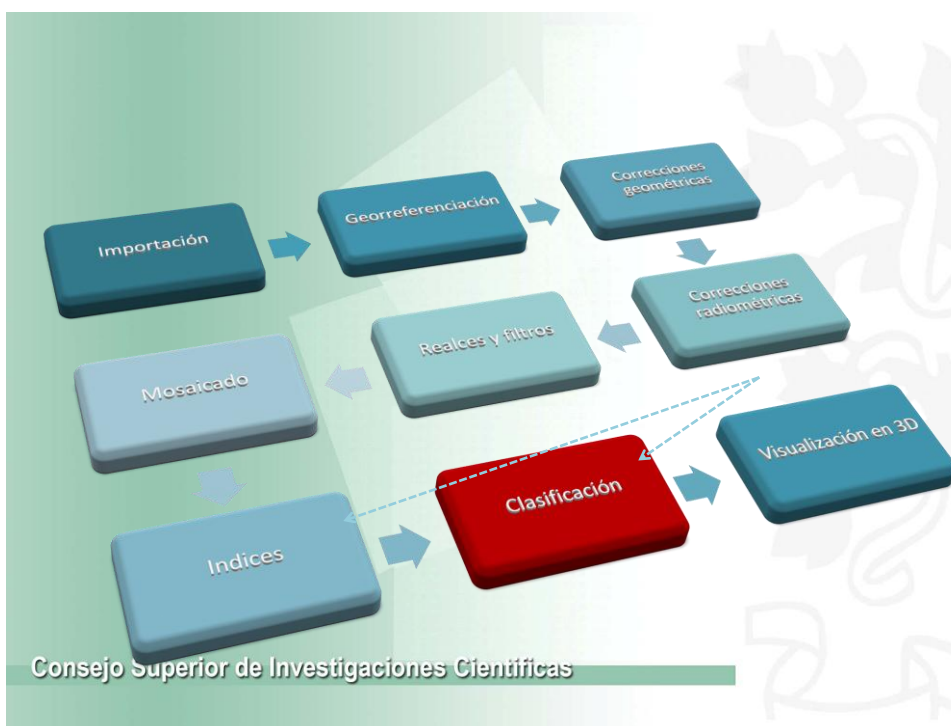 Importación
Georreferenciación
Correcciones
geométricas
Correcciones
radiométricas
Realces y filtros
Mosaicado
Indices
Clasificación
Visualización en 3D
Consejo Superior de Investigaciones Científicas